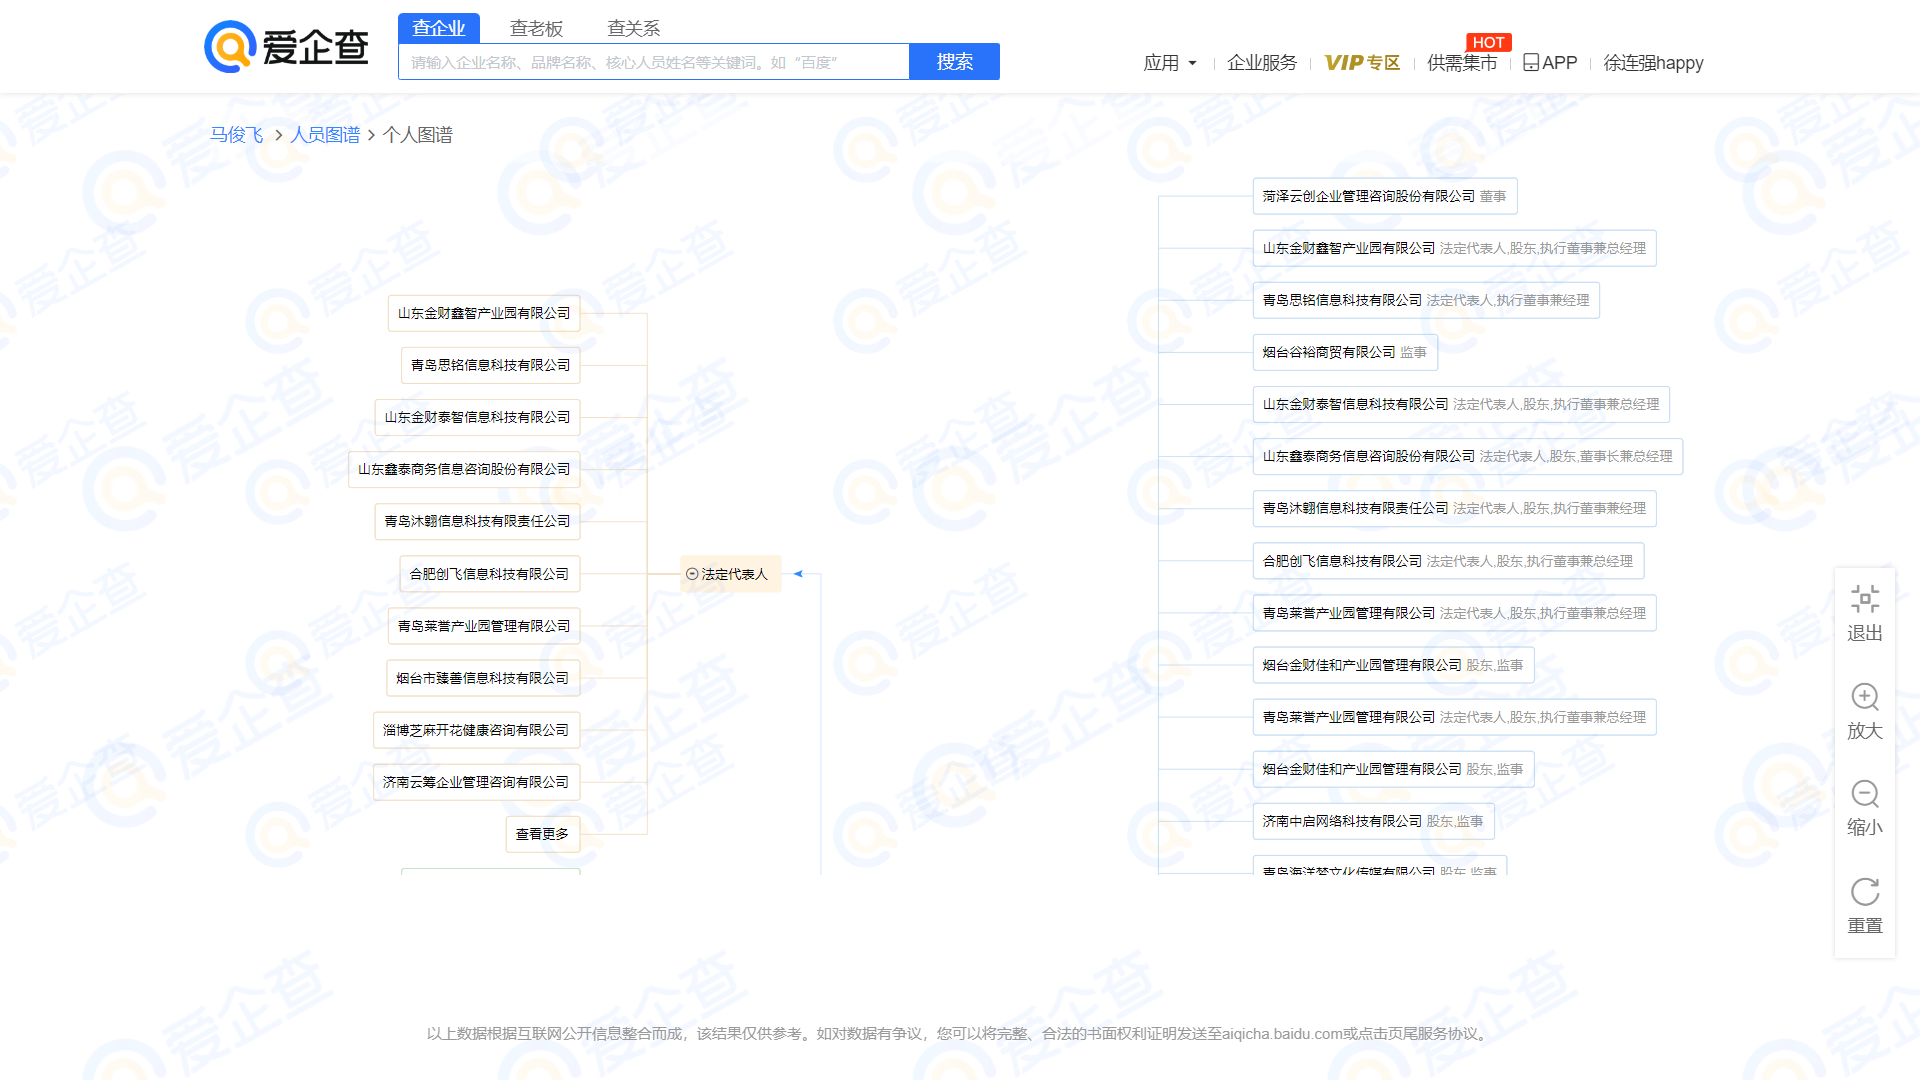 爱企查
查企业
查老板
查关系
请输入企业名称、品牌名称、核心人员姓名等关键词。如“百度”
搜索
应用
企业服务
VIP专区
供需集市
HOT
APP
徐连强happy
马俊飞 > 人员图谱 > 个人图谱
山东金财鑫智产业园有限公司
青岛思铭信息科技有限公司
山东金财泰智信息科技有限公司
山东鑫泰商务信息咨询股份有限公司
青岛沐翱信息科技有限责任公司
合肥创飞信息科技有限公司
青岛莱誉产业园管理有限公司
烟台市臻善信息科技有限公司
淄博芝麻开花健康咨询有限公司
济南云筹企业管理咨询有限公司
查看更多
法定代表人
菏泽云创企业管理咨询股份有限公司 董事
山东金财鑫智产业园有限公司 法定代表人,股东,执行董事兼总经理
青岛思铭信息科技有限公司 法定代表人,执行董事兼经理
烟台谷裕商贸有限公司 监事
山东金财泰智信息科技有限公司 法定代表人,股东,执行董事兼总经理
山东鑫泰商务信息咨询股份有限公司 法定代表人,股东,董事长兼总经理
青岛沐翱信息科技有限责任公司 法定代表人,股东,执行董事兼总经理
合肥创飞信息科技有限公司 法定代表人,股东,执行董事兼总经理
青岛莱誉产业园管理有限公司 法定代表人,股东,执行董事兼总经理
烟台金财佳和产业园管理有限公司 股东,监事
青岛莱誉产业园管理有限公司 法定代表人,股东,执行董事兼总经理
烟台金财佳和产业园管理有限公司 股东,监事
济南中启网络科技有限公司 股东,监事
青岛海洋梦文化传媒有限公司 股东,监事
退出
放大
缩小
重置
以上数据根据互联网公开信息整合而成，该结果仅供参考。如对数据有争议，您可以将完整、合法的书面权利证明发送至aiqicha.baidu.com或点击页尾服务协议。